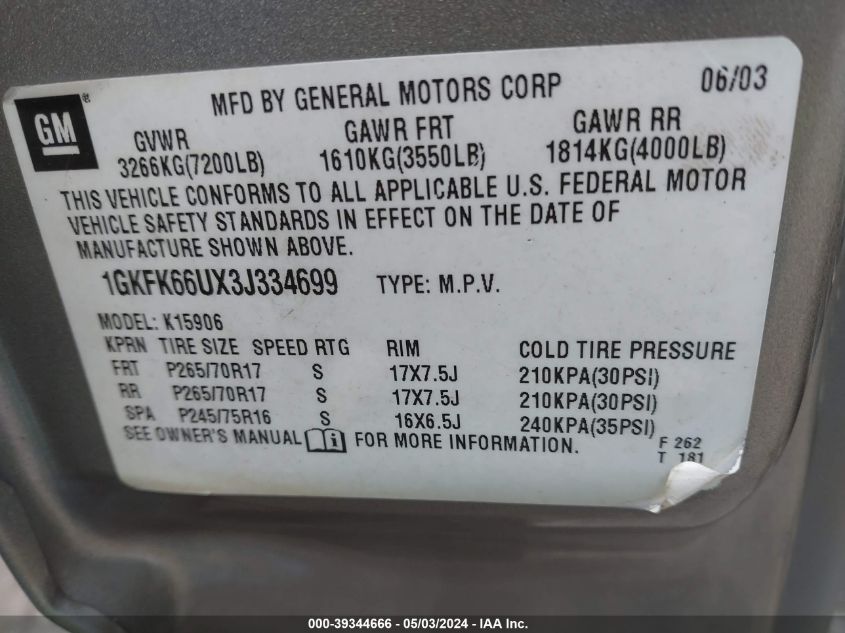 GM ®
MFD BY GENERAL MOTORS CORP 06/03
GVWR GAWR FRT GAWR RR
3266KG(7200LB) 1610KG(3550LB) 1814KG(4000LB)
THIS VEHICLE CONFORMS TO ALL APPLICABLE U.S. FEDERAL MOTOR
VEHICLE SAFETY STANDARDS IN EFFECT ON THE DATE OF
MANUFACTURE SHOWN ABOVE.
1GKFK66UX3J334699 TYPE: M.P.V.
MODEL: K15906
KPRN TIRE SIZE SPEED RTG RIM COLD TIRE PRESSURE
FRT P265/70R17 S 17X7.5J 210KPA(30PSI)
RR P265/70R17 S 17X7.5J 210KPA(30PSI)
SPA P245/75R16 S 16X6.5J 240KPA(35PSI)
SEE OWNER'S MANUAL i FOR MORE INFORMATION.
F 262
T 181
000-39344666 / 05/03/2024 - IAA Inc.